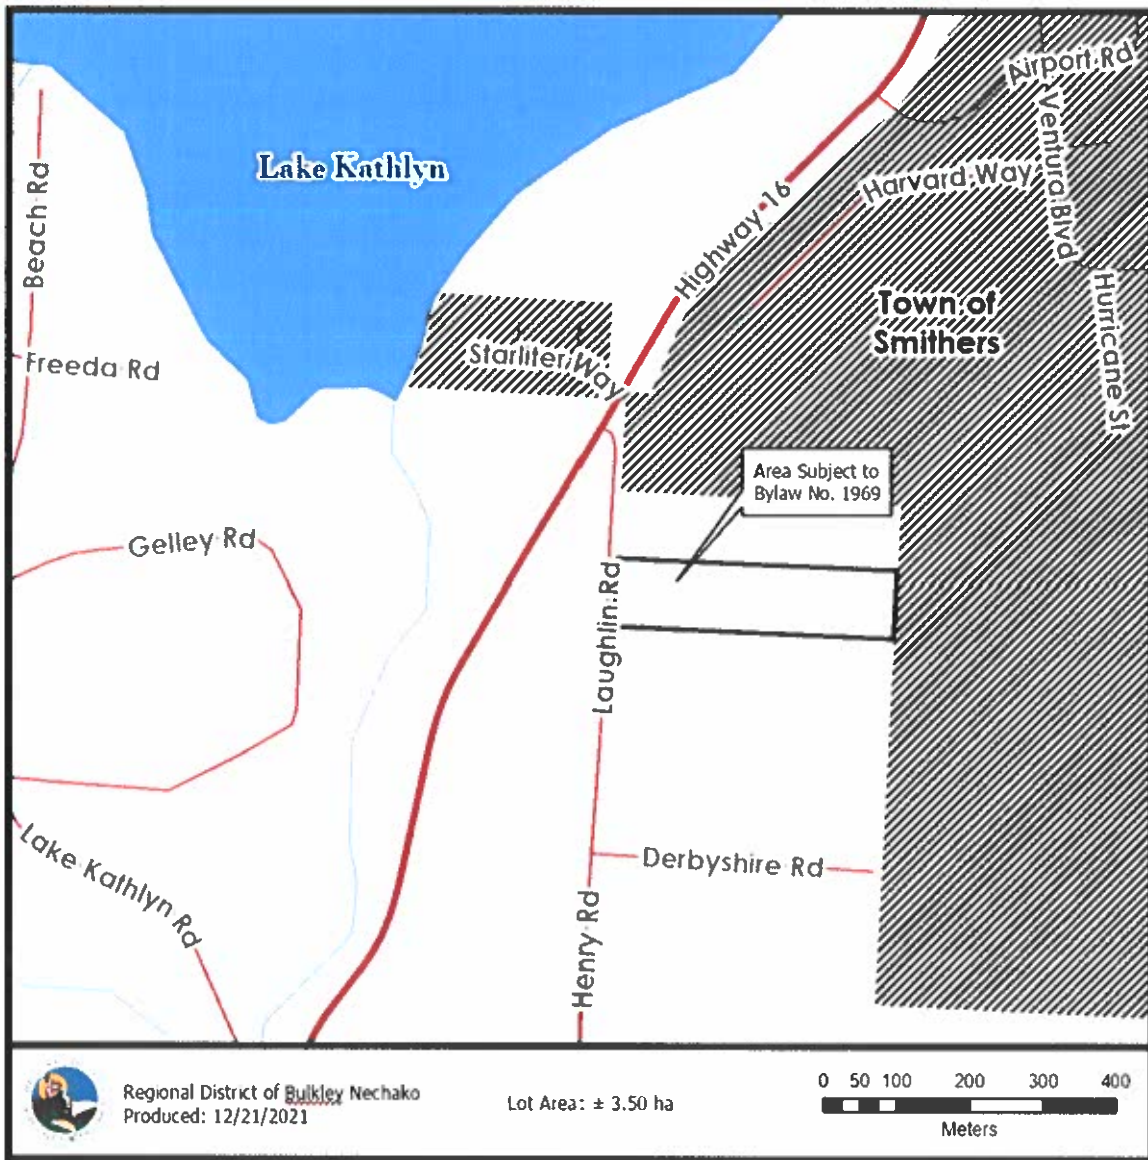 Airport Rd
Ventura Blvd
Lake Kathlyn
Harvard Way
Beach Rd
Highway 16
Hurricane St
Town of
Smithers
Starliter Way
Freeda Rd
Area Subject to
Bylaw No. 1969
Gelley Rd
Laughlin Rd
Lake Kathlyn Rd
Derbyshire Rd
Henry Rd
Regional District of Bulkley Nechako
Produced: 12/21/2021
Lot Area: ± 3.50 ha
0 50 100 200 300 400
Meters